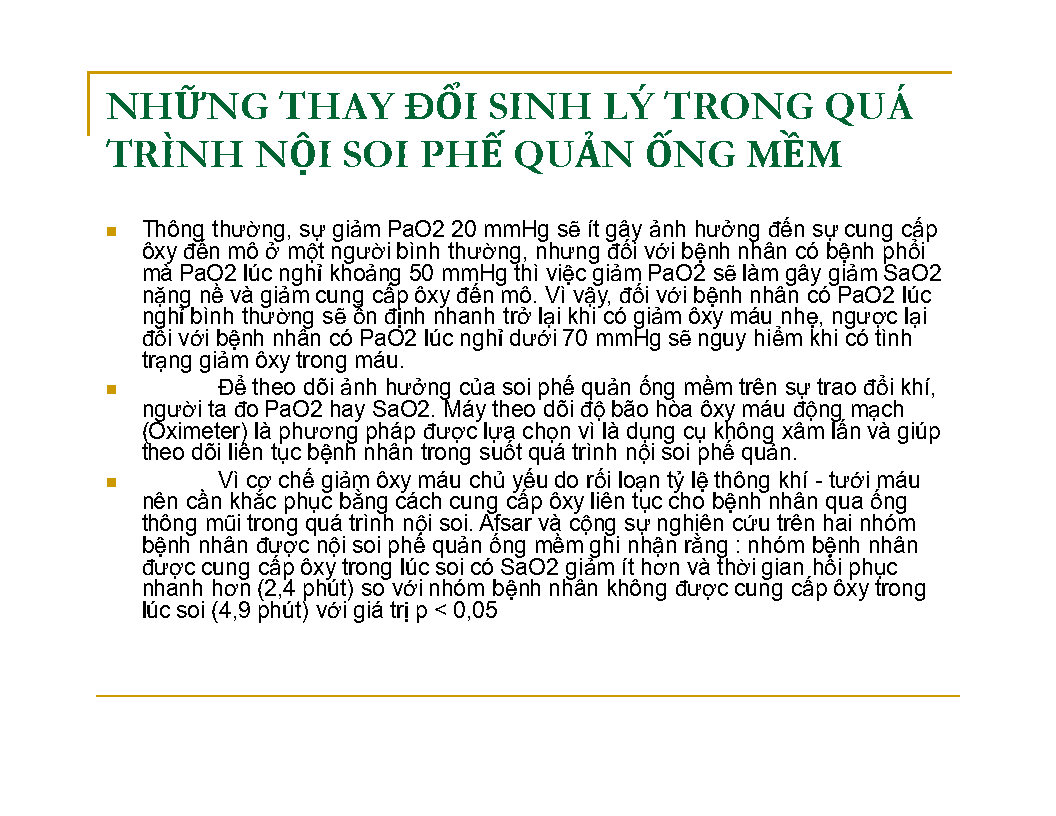 NHỮNG THAY ĐỔI SINH LÝ TRONG QUÁ
TRÌNH NỘI SOI PHẾ QUẢN ỐNG MỀM
Thông thường, sự giảm PaO2 20 mmHg sẽ ít gây ảnh hưởng đến sự cung cấp
ôxy đến mô ở một người bình thường, nhưng đối với bệnh nhân có bệnh phổi
mà PaO2 lúc nghỉ khoảng 50 mmHg thì việc giảm PaO2 sẽ làm gây giảm SaO2
nặng nề và giảm cung cấp ôxy đến mô. Vì vậy, đối với bệnh nhân có PaO2 lúc
nghỉ bình thường sẽ ổn định nhanh trở lại khi có giảm ôxy máu nhẹ, ngược lại
đối với bệnh nhân có PaO2 lúc nghỉ dưới 70 mmHg sẽ nguy hiểm khi có tình
trạng giảm ôxy trong máu.
Để theo dõi ảnh hưởng của soi phế quản ống mềm trên sự trao đổi khí,
người ta đo PaO2 hay SaO2. Máy theo dõi độ bão hòa ôxy máu động mạch
(Oximeter) là phương pháp được lựa chọn vì là dụng cụ không xâm lấn và giúp
theo dõi liên tục bệnh nhân trong suốt quá trình nội soi phế quản.
Vì cơ chế giảm ôxy máu chủ yếu do rối loạn tỷ lệ thông khí - tưới máu
nên cần khắc phục bằng cách cung cấp ôxy liên tục cho bệnh nhân qua ống
thông mũi trong quá trình nội soi. Afsar và cộng sự nghiên cứu trên hai nhóm
bệnh nhân được nội soi phế quản ống mềm ghi nhận rằng : nhóm bệnh nhân
được cung cấp ôxy trong lúc soi có SaO2 giảm ít hơn và thời gian hồi phục
nhanh hơn (2,4 phút) so với nhóm bệnh nhân không được cung cấp ôxy trong
lúc soi (4,9 phút) với giá trị p < 0,05